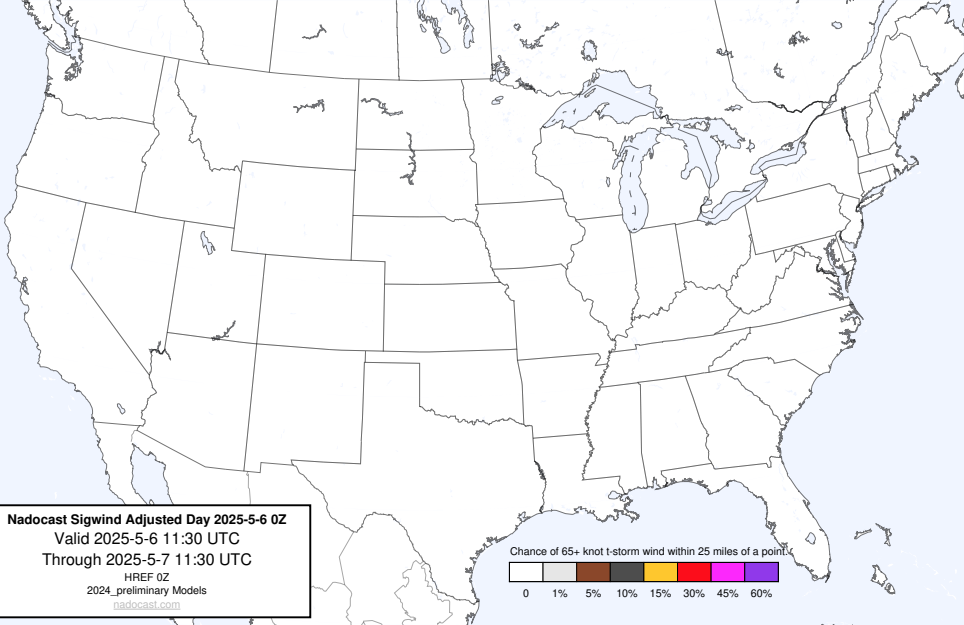 Nadocast Sigwind Adjusted Day 2025-5-6 0Z
Valid 2025-5-6 11:30 UTC
Through 2025-5-7 11:30 UTC
HREF 0Z
2024_preliminary Models
nadocast.com
Chance of 65+ knot t-storm wind within 25 miles of a point.
0 1% 5% 10% 15% 30% 45% 60%